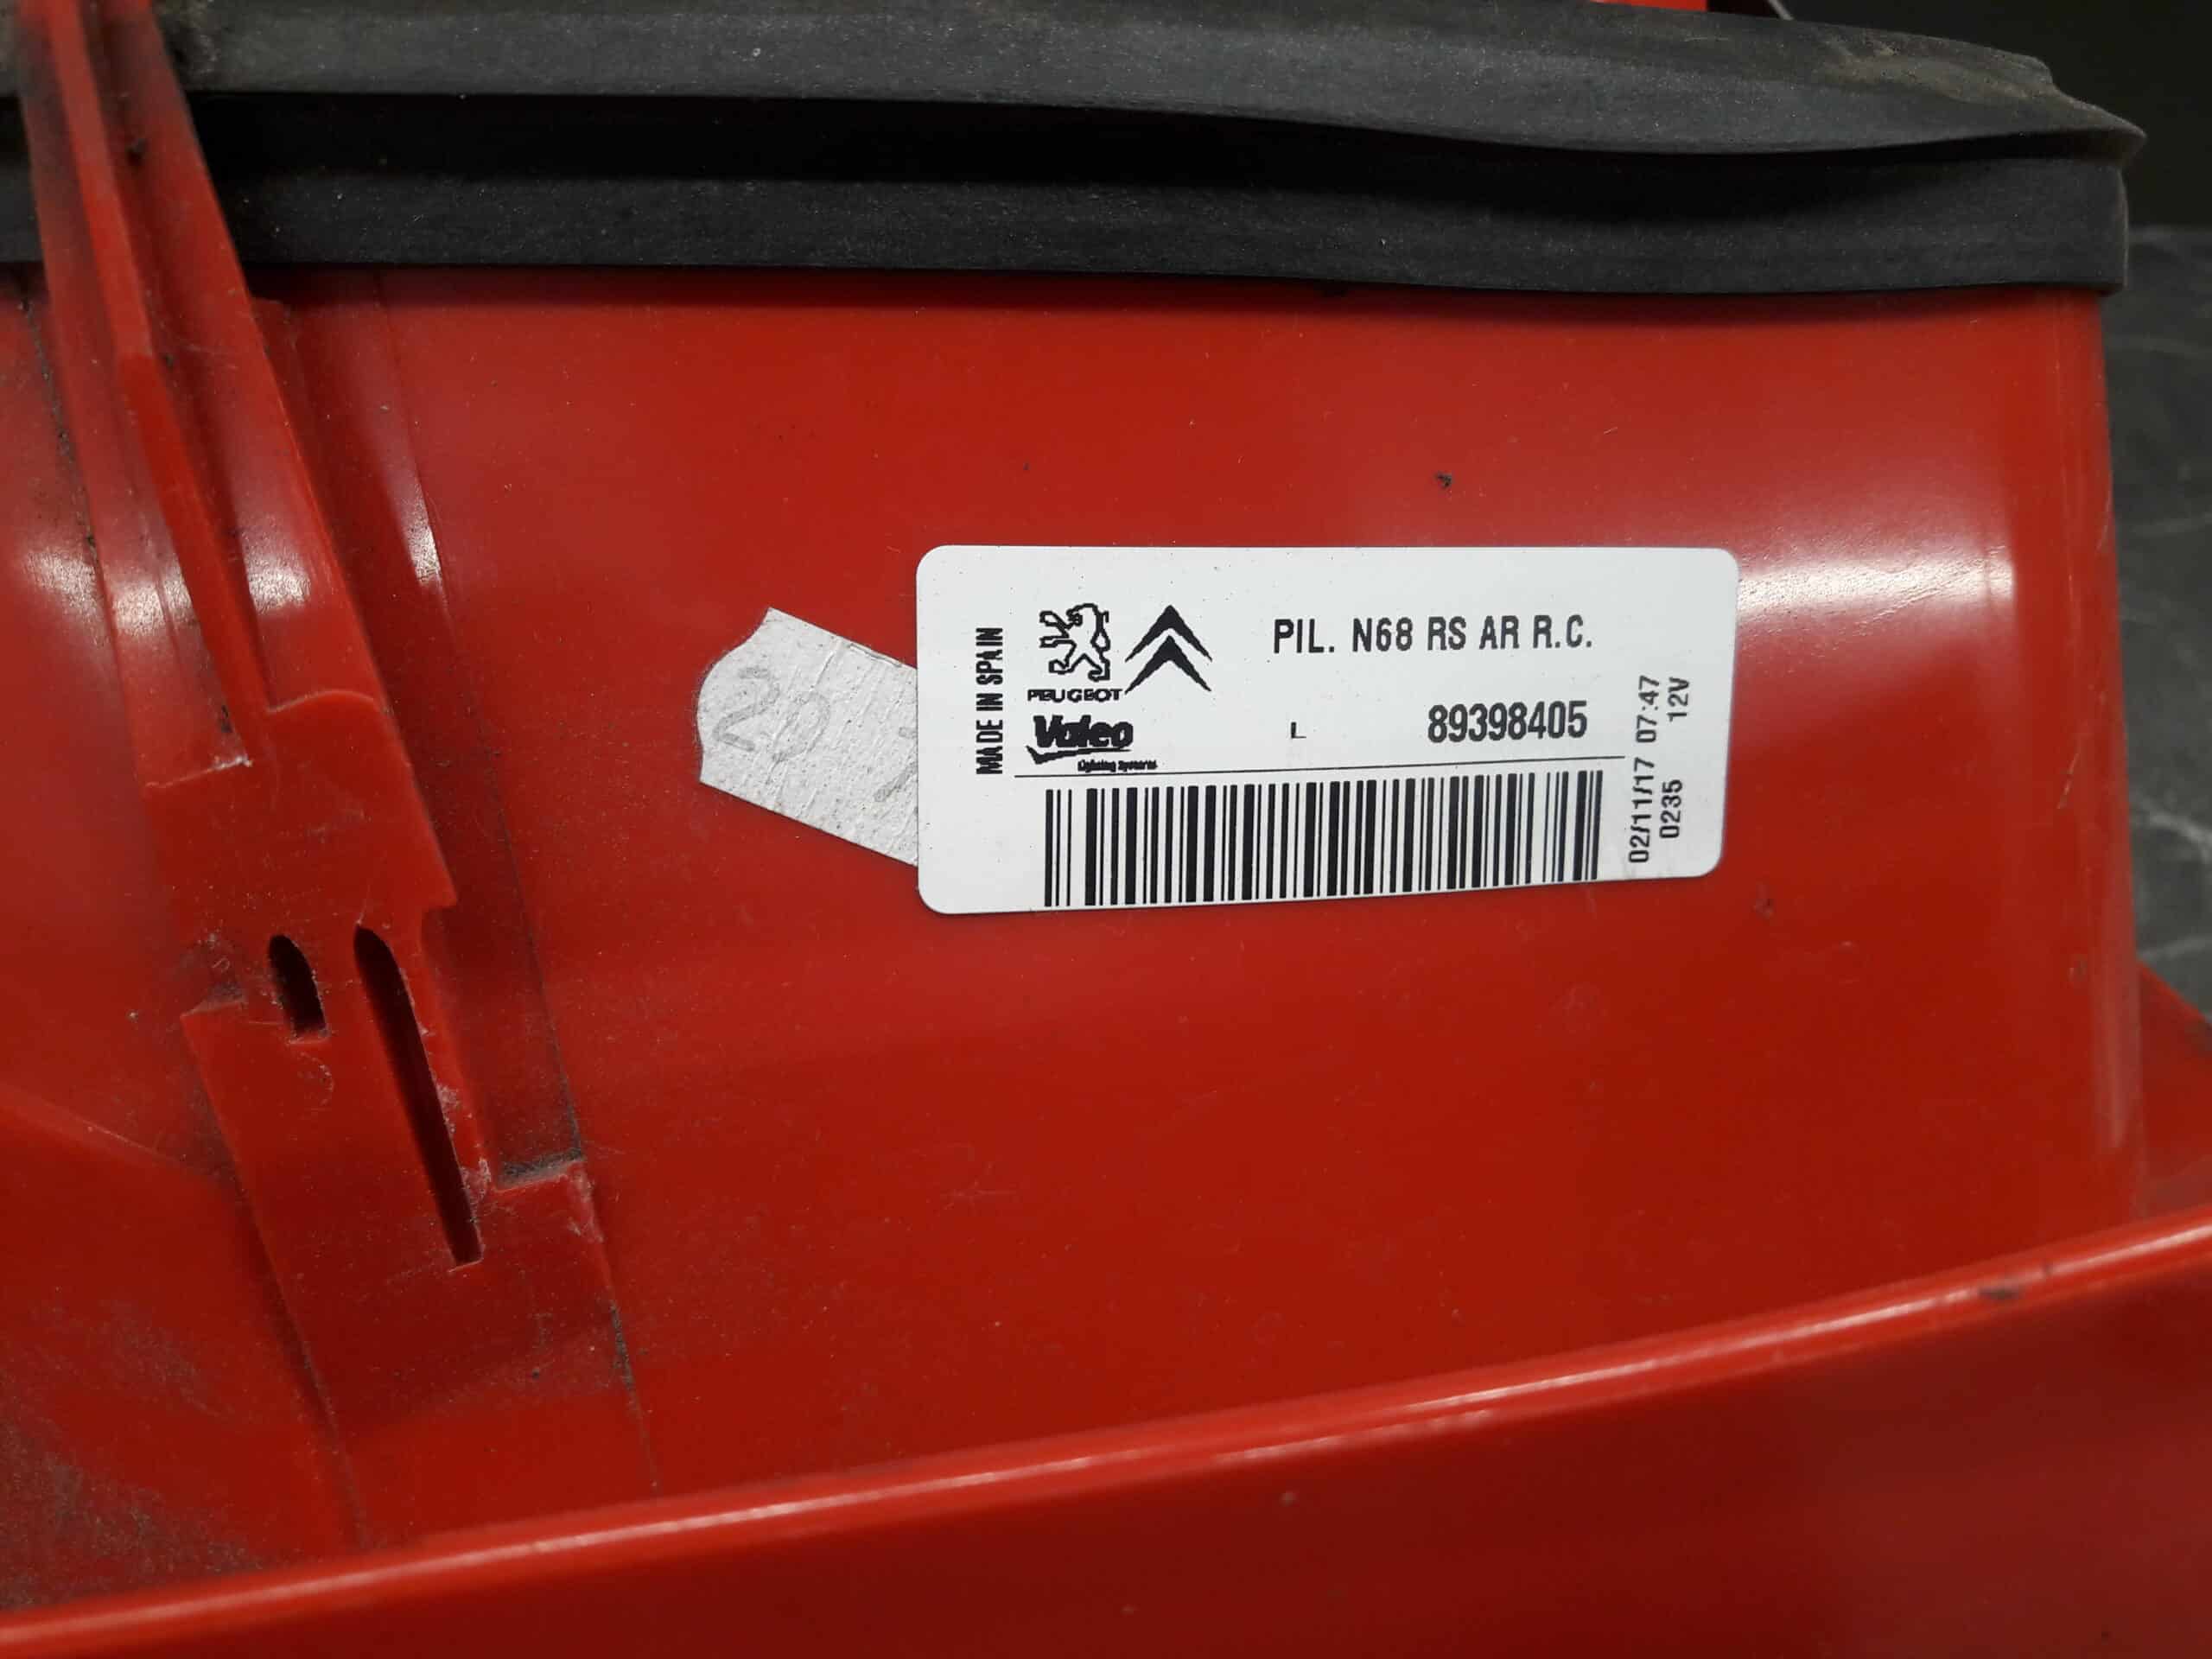 MADE IN SPAIN
PEUGEOT
PIL. N68 RS AR R.C.
Valeo
Lighting Systems
L
89398405
02/11/17 07:47
0235 12V
20